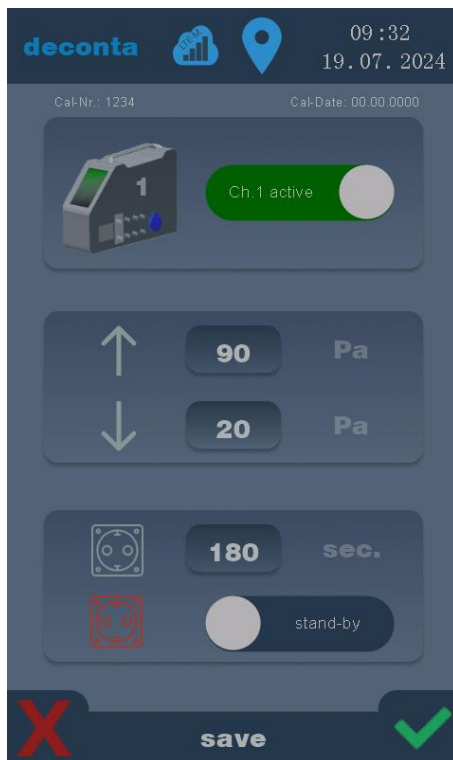 deconta
LTE-M
09:32
19.07.2024
Cal-Nr.: 1234
Cal-Date: 00.00.0000
1
Ch.1 active
90 Pa
20 Pa
180 sec.
stand-by
X
save